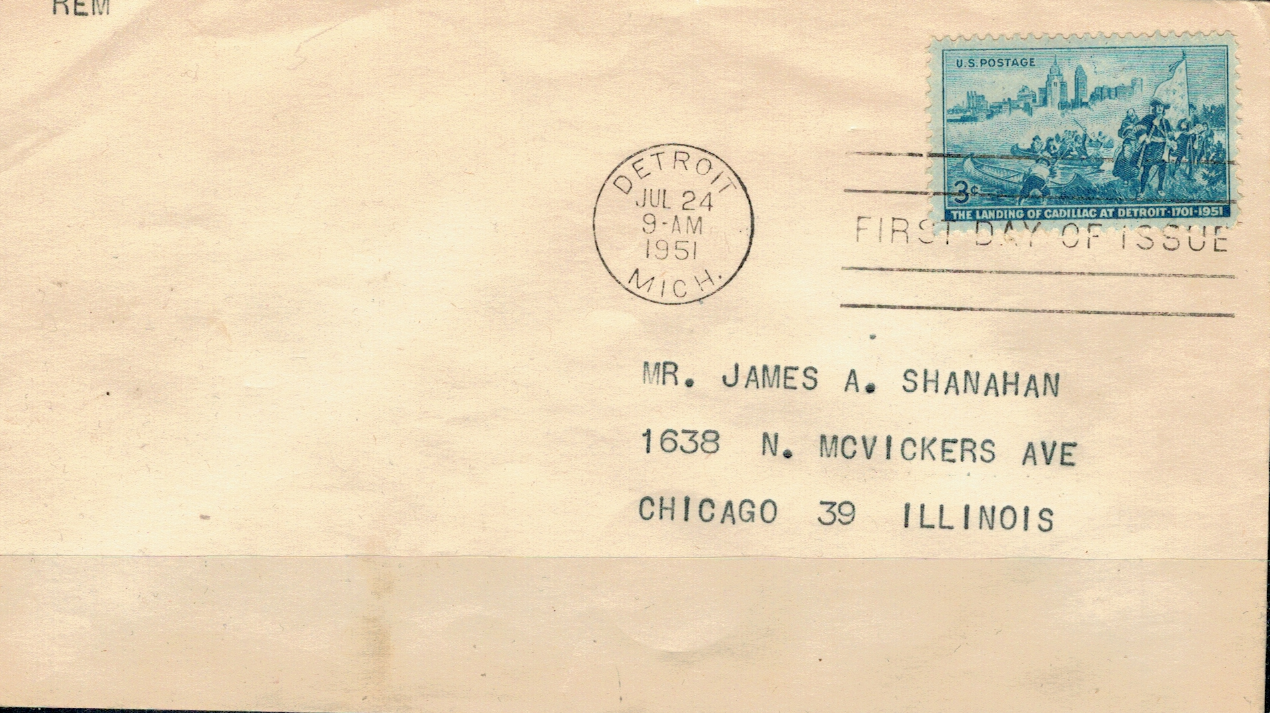 REM
U.S. POSTAGE
3¢
THE LANDING OF CADILLAC AT DETROIT·1701-1951
DETROIT
JUL 24
9-AM
1951
MICH.
FIRST DAY OF ISSUE
MR. JAMES A. SHANAHAN
1638 N. MCVICKERS AVE
CHICAGO 39 ILLINOIS